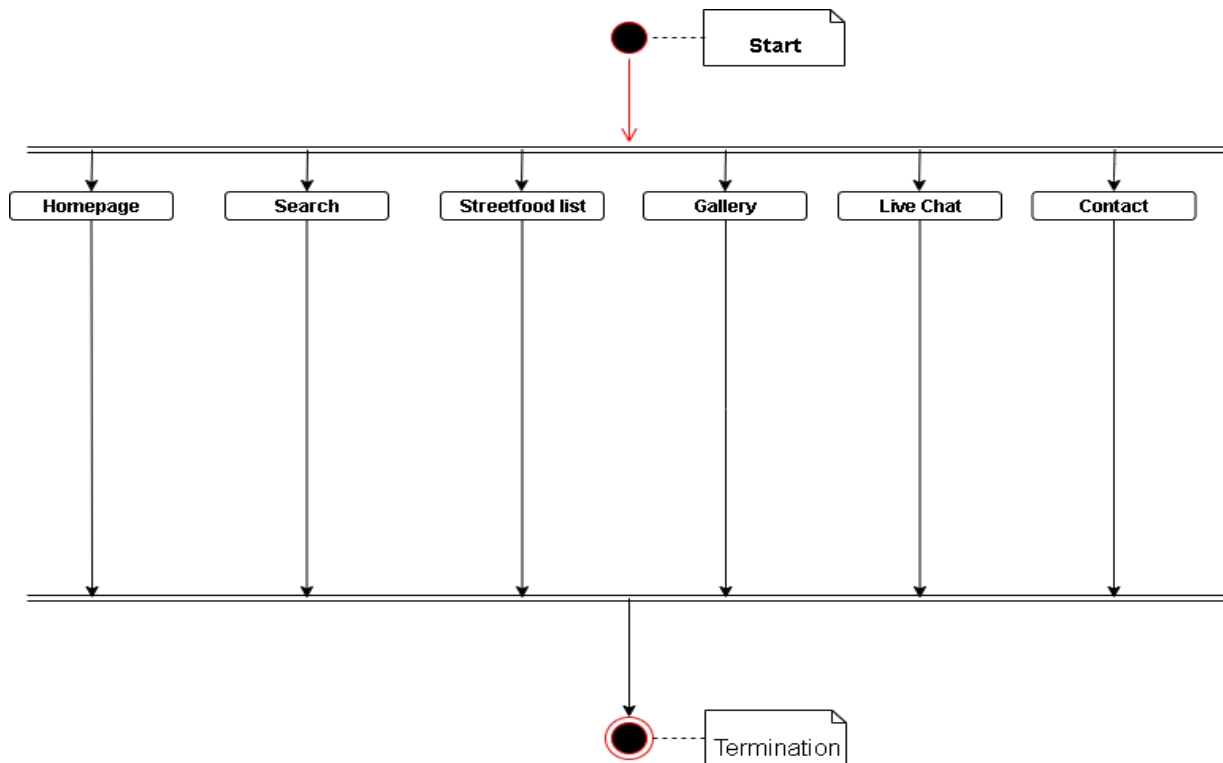 Start
Homepage
Search
Streetfood list
Gallery
Live Chat
Contact
Termination